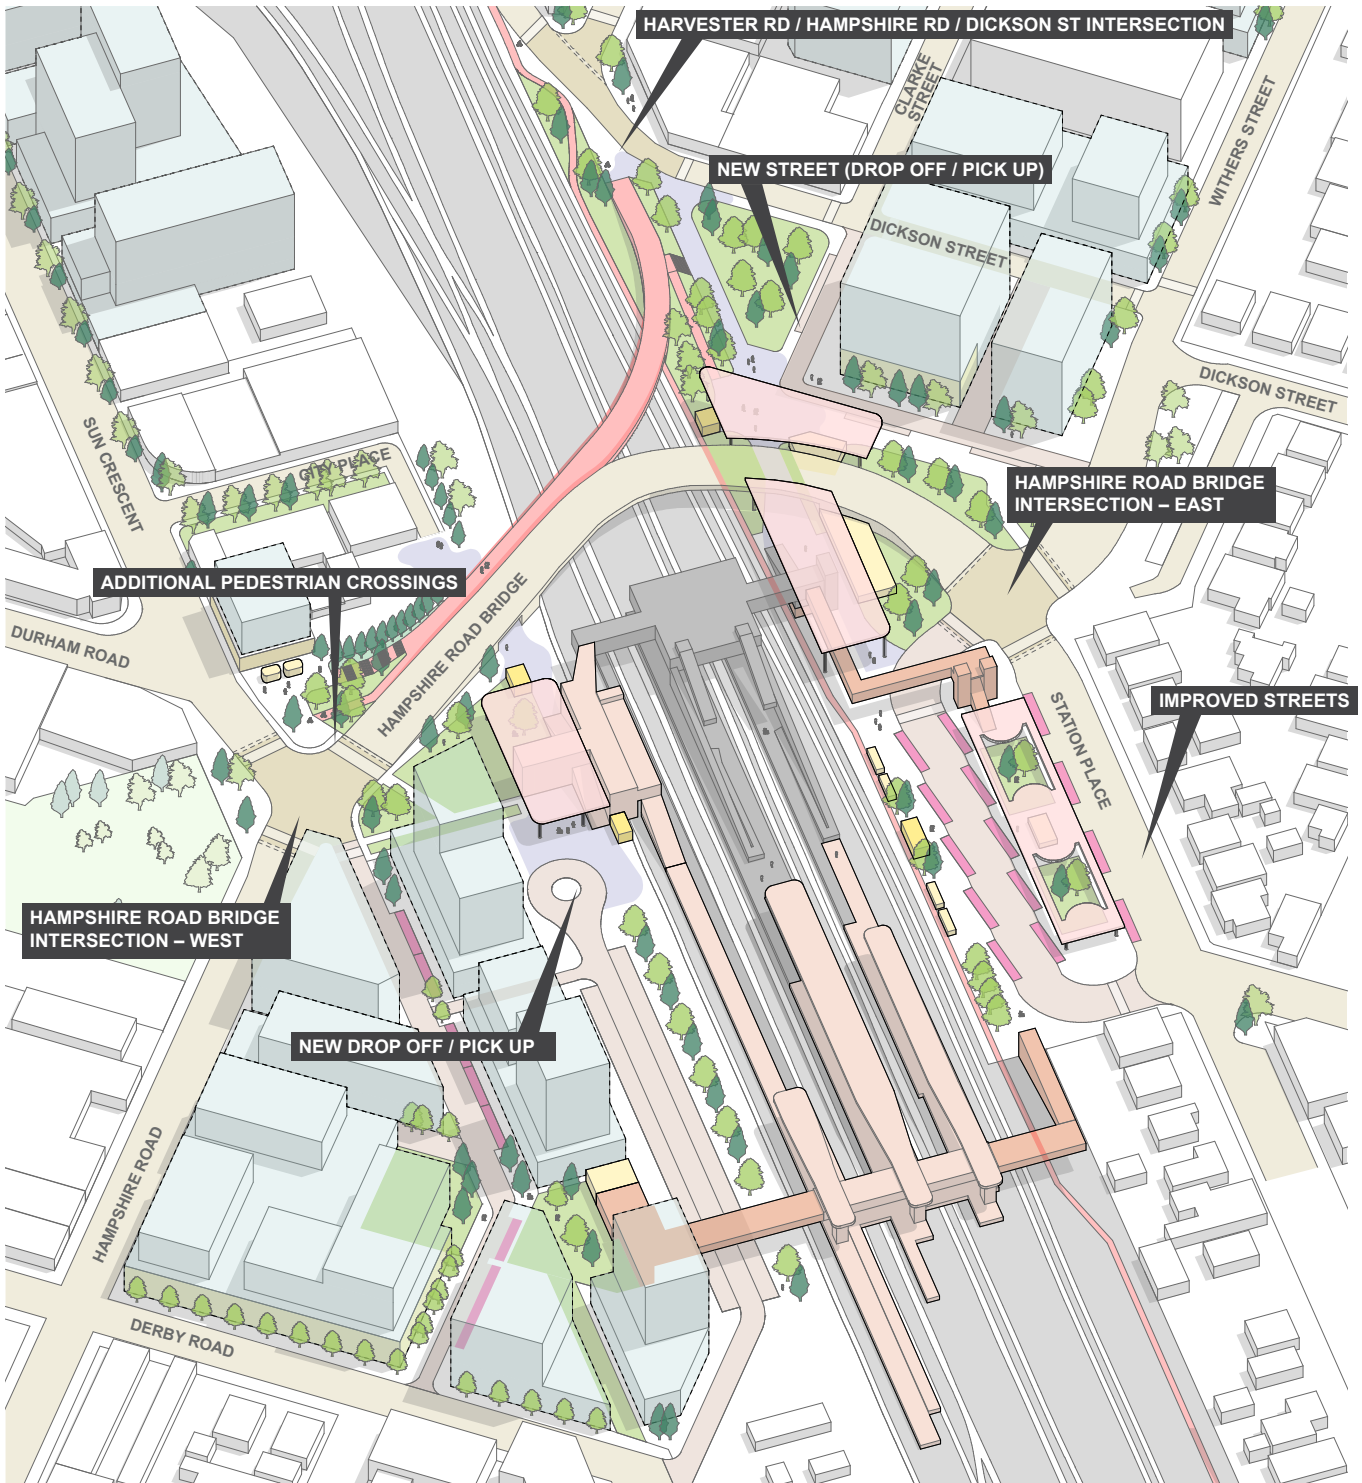 HARVESTER RD / HAMPSHIRE RD / DICKSON ST INTERSECTION
CLARKE
STREET
WITHERS STREET
NEW STREET (DROP OFF / PICK UP)
DICKSON STREET
DICKSON STREET
SUN CRESCENT
CITY PLACE
HAMPSHIRE ROAD BRIDGE
INTERSECTION – EAST
ADDITIONAL PEDESTRIAN CROSSINGS
DURHAM ROAD
HAMPSHIRE ROAD BRIDGE
IMPROVED STREETS
STATION PLACE
HAMPSHIRE ROAD BRIDGE
INTERSECTION – WEST
NEW DROP OFF / PICK UP
HAMPSHIRE ROAD
DERBY ROAD